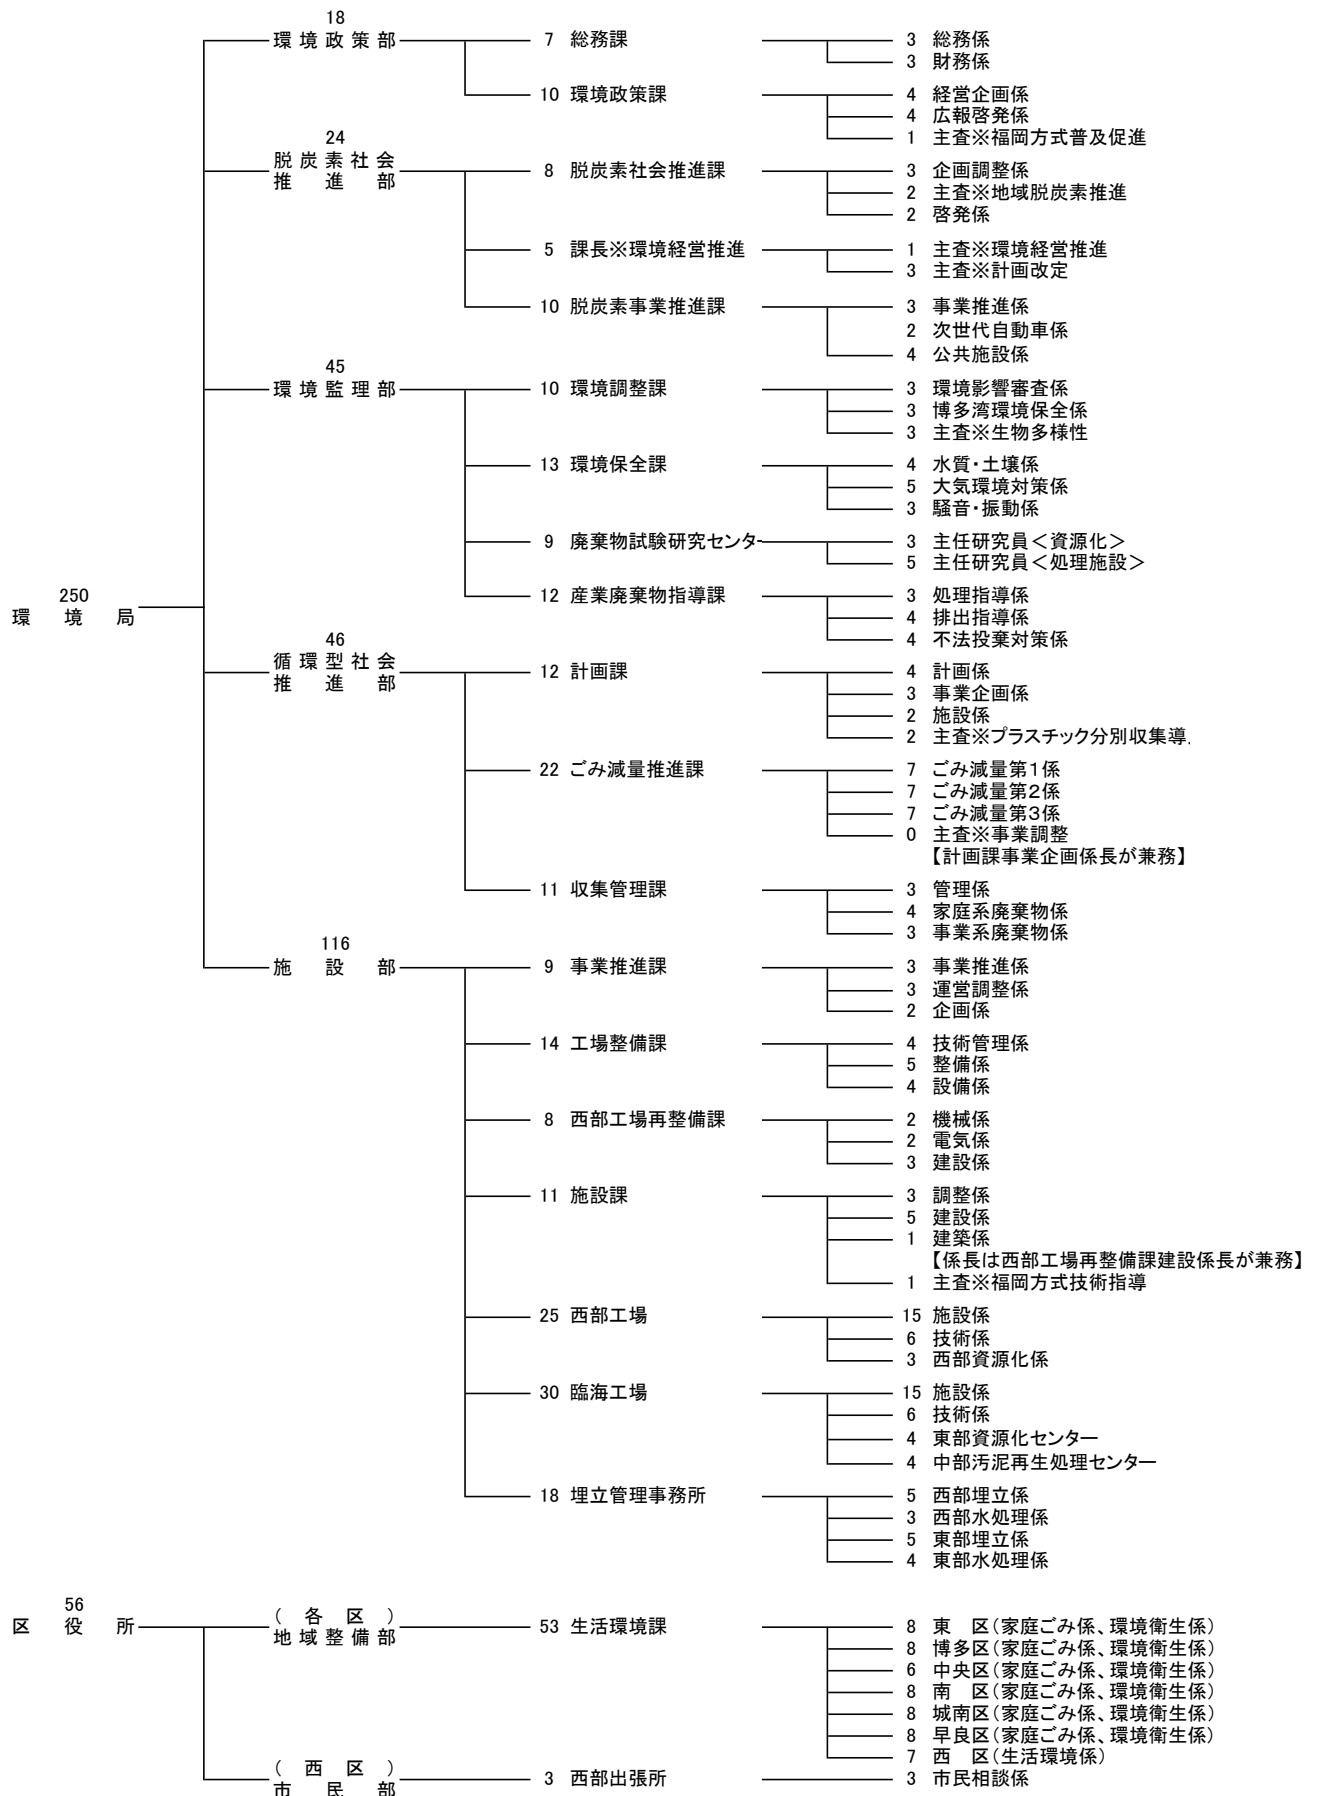 18
環境政策部 7 総務課 3 総務係
3 財務係
10 環境政策課 4 経営企画係
4 広報啓発係
1 主査※福岡方式普及促進
24
脱炭素社会推進部 8 脱炭素社会推進課 3 企画調整係
2 主査※地域脱炭素推進
2 啓発係
5 課長※環境経営推進 1 主査※環境経営推進
3 主査※計画改定
10 脱炭素事業推進課 3 事業推進係
2 次世代自動車係
4 公共施設係
45
環境監理部 10 環境調整課 3 環境影響審査係
3 博多湾環境保全係
3 主査※生物多様性
13 環境保全課 4 水質・土壌係
5 大気環境対策係
3 騒音・振動係
9 廃棄物試験研究センター 3 主任研究員＜資源化＞
5 主任研究員＜処理施設＞
250
環境局
12 産業廃棄物指導課 3 処理指導係
4 排出指導係
4 不法投棄対策係
46
循環型社会推進部 12 計画課 4 計画係
3 事業企画係
2 施設係
2 主査※プラスチック分別収集導
22 ごみ減量推進課 7 ごみ減量第1係
7 ごみ減量第2係
7 ごみ減量第3係
0 主査※事業調整
【計画課事業企画係長が兼務】
11 収集管理課 3 管理係
4 家庭系廃棄物係
3 事業系廃棄物係
116
施設部 9 事業推進課 3 事業推進係
3 運営調整係
2 企画係
14 工場整備課 4 技術管理係
5 整備係
4 設備係
8 西部工場再整備課 2 機械係
2 電気係
3 建設係
11 施設課 3 調整係
5 建設係
1 建築係
【係長は西部工場再整備課建設係長が兼務】
1 主査※福岡方式技術指導
25 西部工場 15 施設係
6 技術係
3 西部資源化係
30 臨海工場 15 施設係
6 技術係
4 東部資源化センター
4 中部汚泥再生処理センター
18 埋立管理事務所 5 西部埋立係
3 西部水処理係
5 東部埋立係
4 東部水処理係
56
区役所 （各区）地域整備部 53 生活環境課 8 東　区（家庭ごみ係、環境衛生係）
8 博多区（家庭ごみ係、環境衛生係）
6 中央区（家庭ごみ係、環境衛生係）
8 南　区（家庭ごみ係、環境衛生係）
8 城南区（家庭ごみ係、環境衛生係）
8 早良区（家庭ごみ係、環境衛生係）
7 西　区（生活環境係）
（西区）市民部 3 西部出張所 3 市民相談係